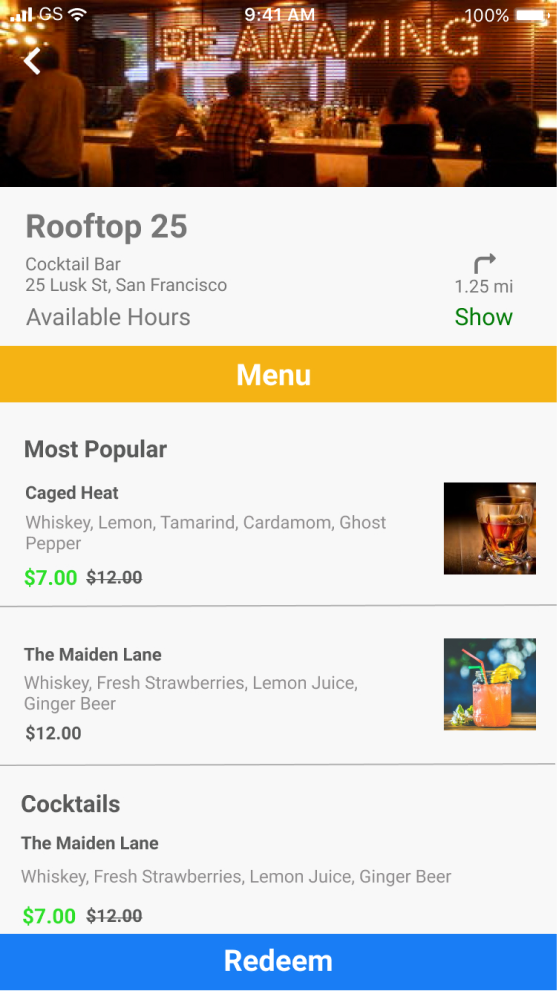 GS 9:41 AM 100%
BE AMAZING
Rooftop 25
Cocktail Bar
25 Lusk St, San Francisco
1.25 mi
Available Hours
Show
Menu
Most Popular
Caged Heat
Whiskey, Lemon, Tamarind, Cardamom, Ghost
Pepper
$7.00 $12.00
The Maiden Lane
Whiskey, Fresh Strawberries, Lemon Juice,
Ginger Beer
$12.00
Cocktails
The Maiden Lane
Whiskey, Fresh Strawberries, Lemon Juice, Ginger Beer
$7.00 $12.00
Redeem